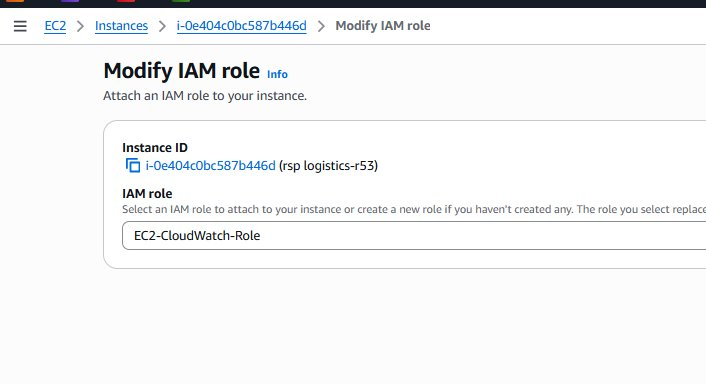 EC2 > Instances > i-0e404c0bc587b446d > Modify IAM role
Modify IAM role Info
Attach an IAM role to your instance.
Instance ID
i-0e404c0bc587b446d (rsp logistics-r53)
IAM role
Select an IAM role to attach to your instance or create a new role if you haven't created any. The role you select replace
EC2-CloudWatch-Role